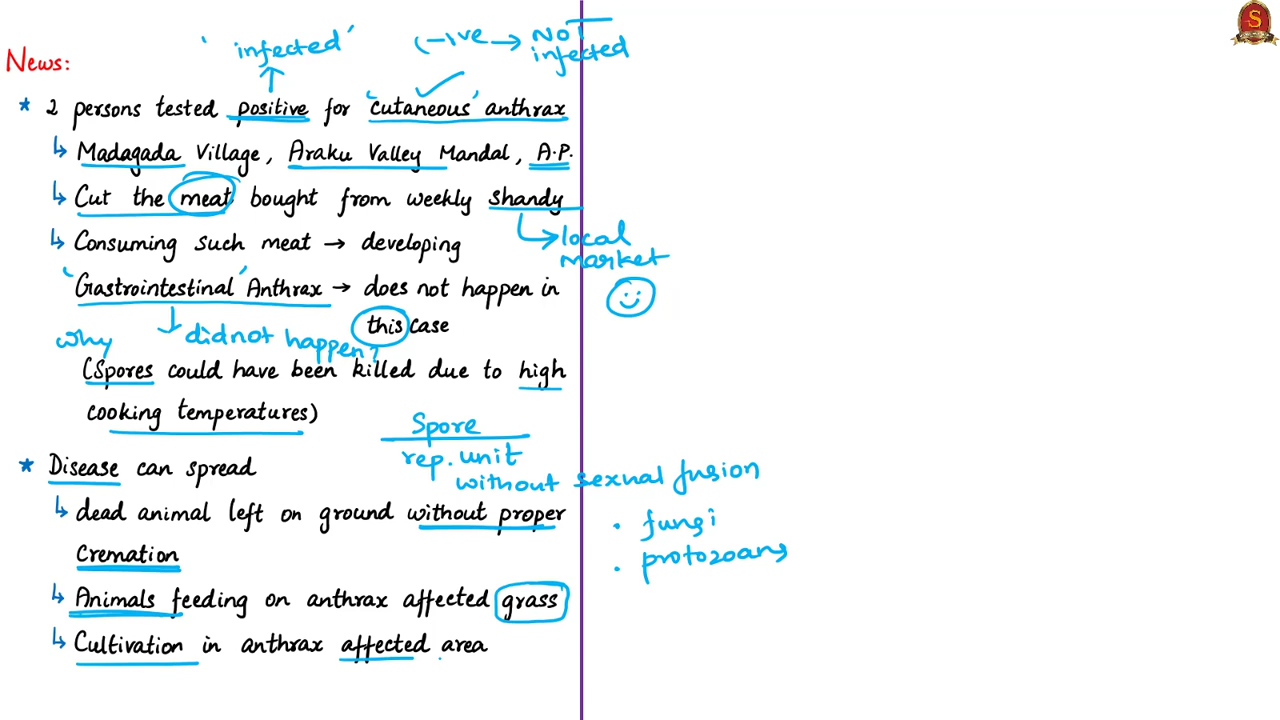 ' infected'
(-)ve → NOT
infected
News:
* 2 persons tested positive for 'cutaneous' anthrax
↳ Madagada Village, Araku Valley Mandal, A.P.
↳ Cut the meat bought from weekly shandy
↳ local
market
↳ Consuming such meat → developing
'Gastrointestinal' Anthrax → does not happen in
this case
why
did not happen?
(Spores could have been killed due to high
cooking temperatures)
Spore
rep. unit
without sexual fusion
• fungi
• protozoans
* Disease can spread
↳ dead animal left on ground without proper
Cremation
↳ Animals feeding on anthrax affected grass
↳ Cultivation in anthrax affected area
S